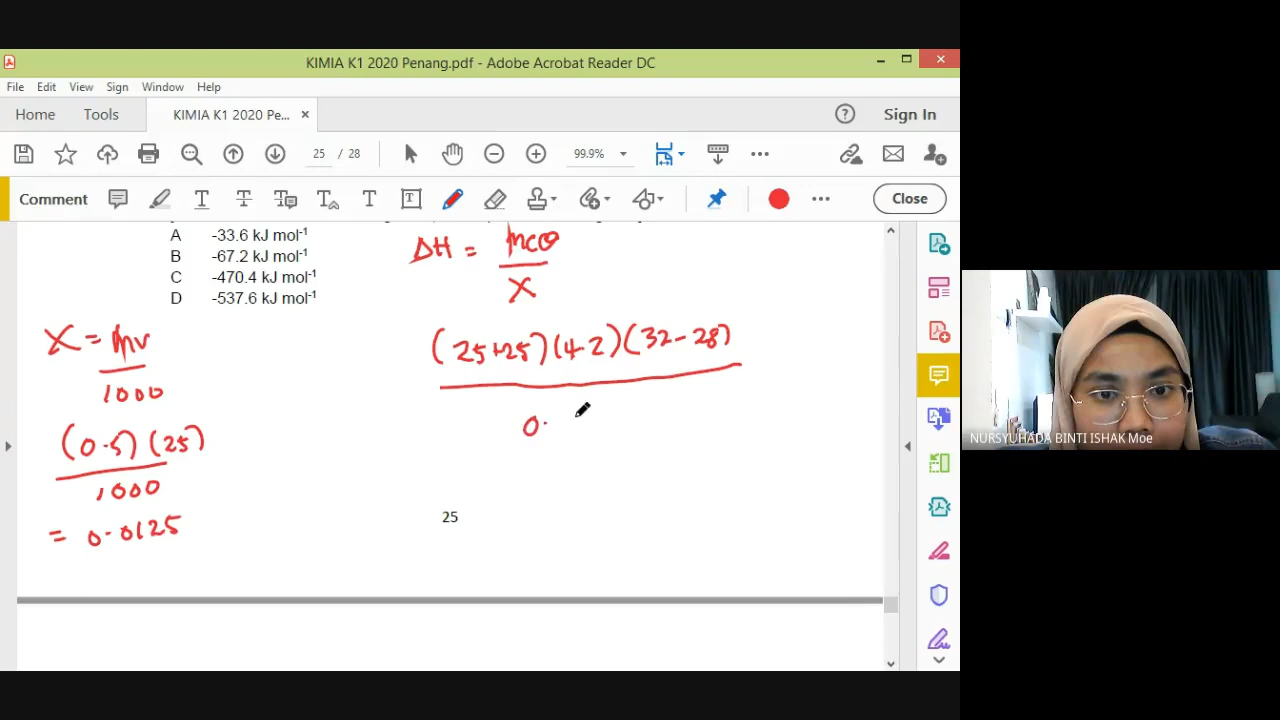 KIMIA K1 2020 Penang.pdf - Adobe Acrobat Reader DC
File Edit View Sign Window Help
Home Tools KIMIA K1 2020 Pe... × Sign In
25 / 28 99.9%
Comment Close
A -33.6 kJ mol-1
B -67.2 kJ mol-1
C -470.4 kJ mol-1
D -537.6 kJ mol-1
ΔH = mcθ
X
X = mv
1000
(0.5) (25)
1000
= 0.0125
(25+25) (4.2) (32-28)
0.
25
NURSYUHADA BINTI ISHAK Moe